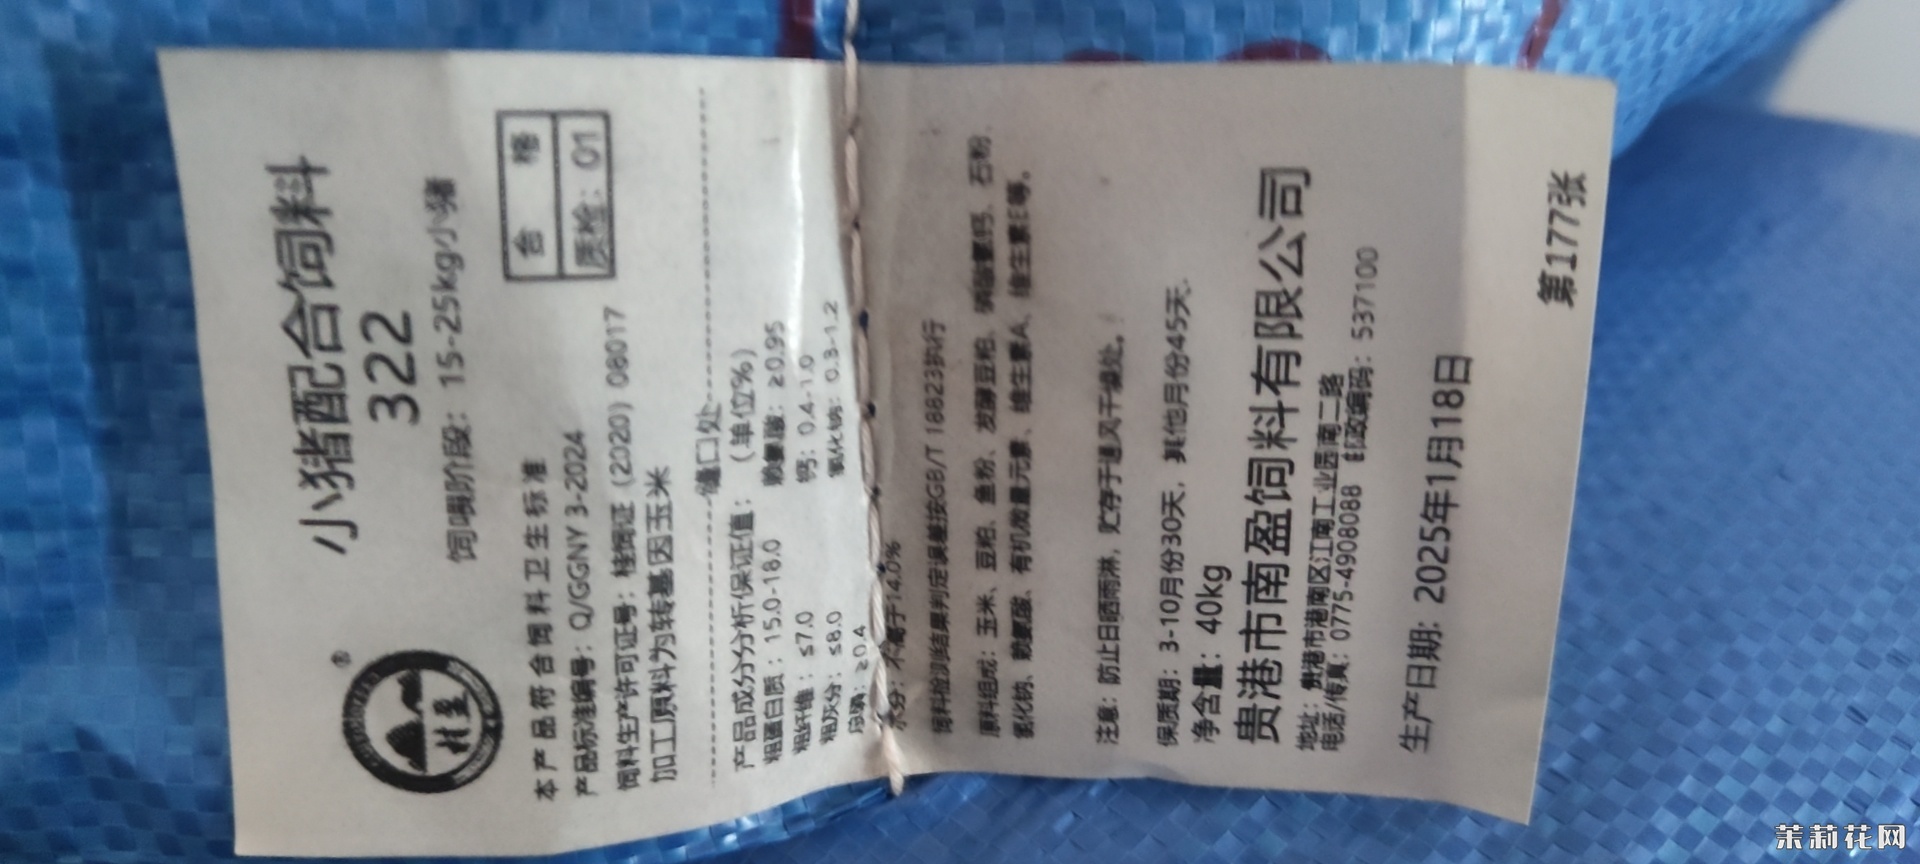 小猪配合饲料
322
饲喂阶段：15-25kg小猪
®
桂盈
本产品符合饲料卫生标准
产品标准编号：Q/GGNY 3-2024
饲料生产许可证号：桂饲证（2020）08017
加工原料为转基因玉米
合 格
质检：01
缝口处
产品成分分析保证值：（单位%）
粗蛋白质：15.0-18.0 赖氨酸：≥0.95
粗纤维：≤7.0 钙：0.4-1.0
粗灰分：≤8.0 氯化钠：0.3-1.2
总磷：≥0.4
水分：不高于14.0%
饲料检测结果判定误差按GB/T 18823执行
原料组成：玉米、豆粕、鱼粉、发酵豆粕、磷酸氢钙、石粉、
氯化钠、赖氨酸、有机微量元素、维生素A、维生素E等。
注意：防止日晒雨淋，贮存于通风干燥处。
保质期：3-10月份30天，其他月份45天.
净含量：40kg
贵港市南盈饲料有限公司
地址：贵港市港南区江南工业园南二路
电话/传真：0775-4908088 邮政编码：537100
生产日期：2025年1月18日
第177张
茉莉花网